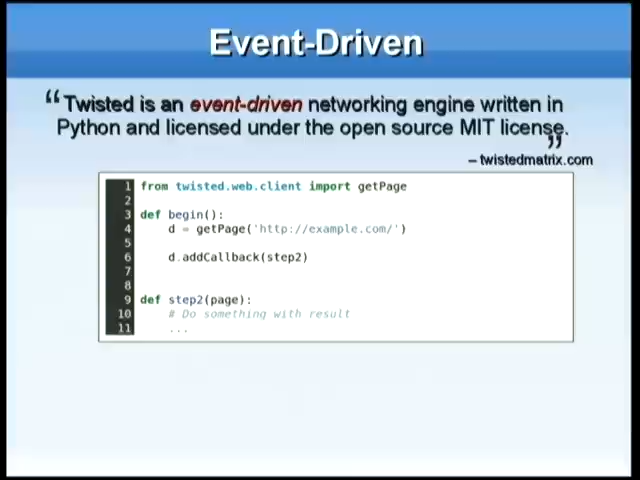 Event-Driven
“ Twisted is an event-driven networking engine written in
Python and licensed under the open source MIT license. ”
– twistedmatrix.com
1 from twisted.web.client import getPage
2
3 def begin():
4     d = getPage('http://example.com/')
5
6     d.addCallback(step2)
7
8
9 def step2(page):
10     # Do something with result
11     ...